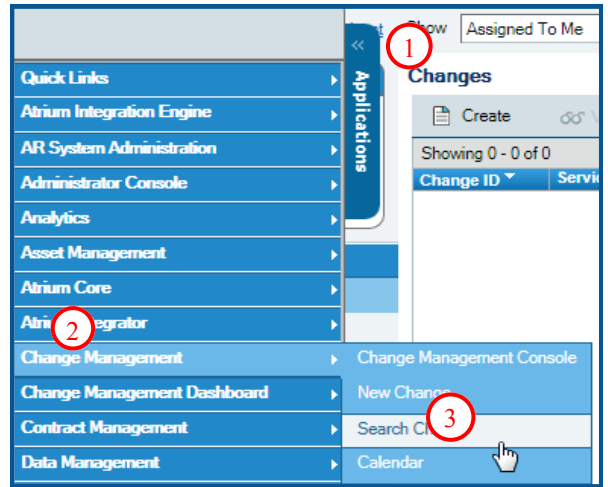 Show Assigned To Me
1
«
Applications
Changes
Create
Showing 0 - 0 of 0
Change ID
Quick Links
Atrium Integration Engine
AR System Administration
Administrator Console
Analytics
Asset Management
Atrium Core
2
Change Management
Change Management Dashboard
Contract Management
Data Management
Change Management Console
New Change
Search
3
Calendar